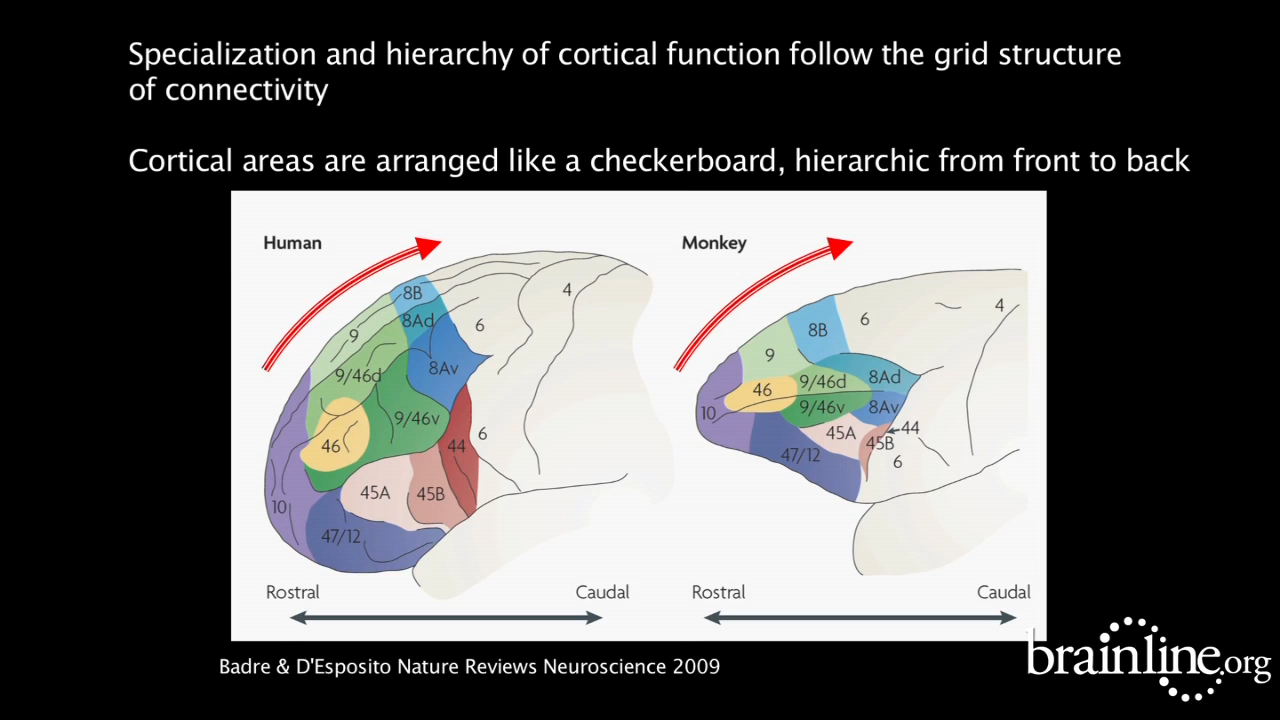 Specialization and hierarchy of cortical function follow the grid structure
of connectivity
Cortical areas are arranged like a checkerboard, hierarchic from front to back
Human
8B
4
8Ad
6
9
8Av
9/46d
9/46v
6
46
44
45A
45B
10
47/12
Rostral
Caudal
Monkey
4
6
8B
9
8Ad
9/46d
46
9/46v
8Av
10
44
45A
45B
47/12
6
Rostral
Caudal
Badre & D'Esposito Nature Reviews Neuroscience 2009
brainline.org